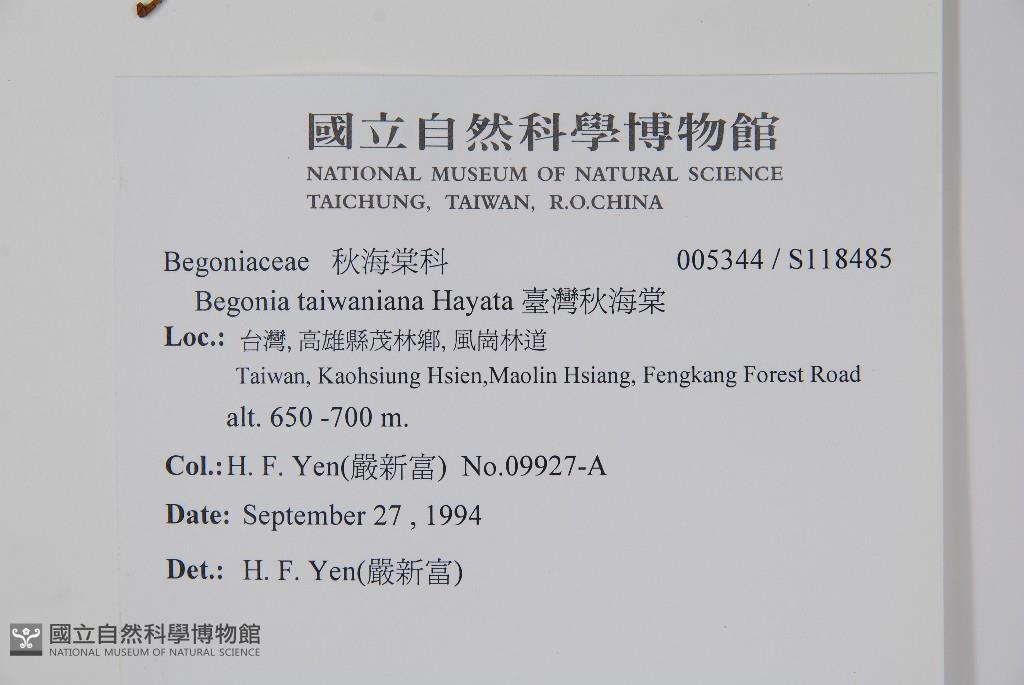 國立自然科學博物館
NATIONAL MUSEUM OF NATURAL SCIENCE
TAICHUNG, TAIWAN, R.O.CHINA
Begoniaceae 秋海棠科 005344 / S118485
Begonia taiwaniana Hayata 臺灣秋海棠
Loc.: 台灣, 高雄縣茂林鄉, 風崗林道
Taiwan, Kaohsiung Hsien,Maolin Hsiang, Fengkang Forest Road
alt. 650 -700 m.
Col.: H. F. Yen(嚴新富) No.09927-A
Date: September 27 , 1994
Det.: H. F. Yen(嚴新富)
國立自然科學博物館
NATIONAL MUSEUM OF NATURAL SCIENCE